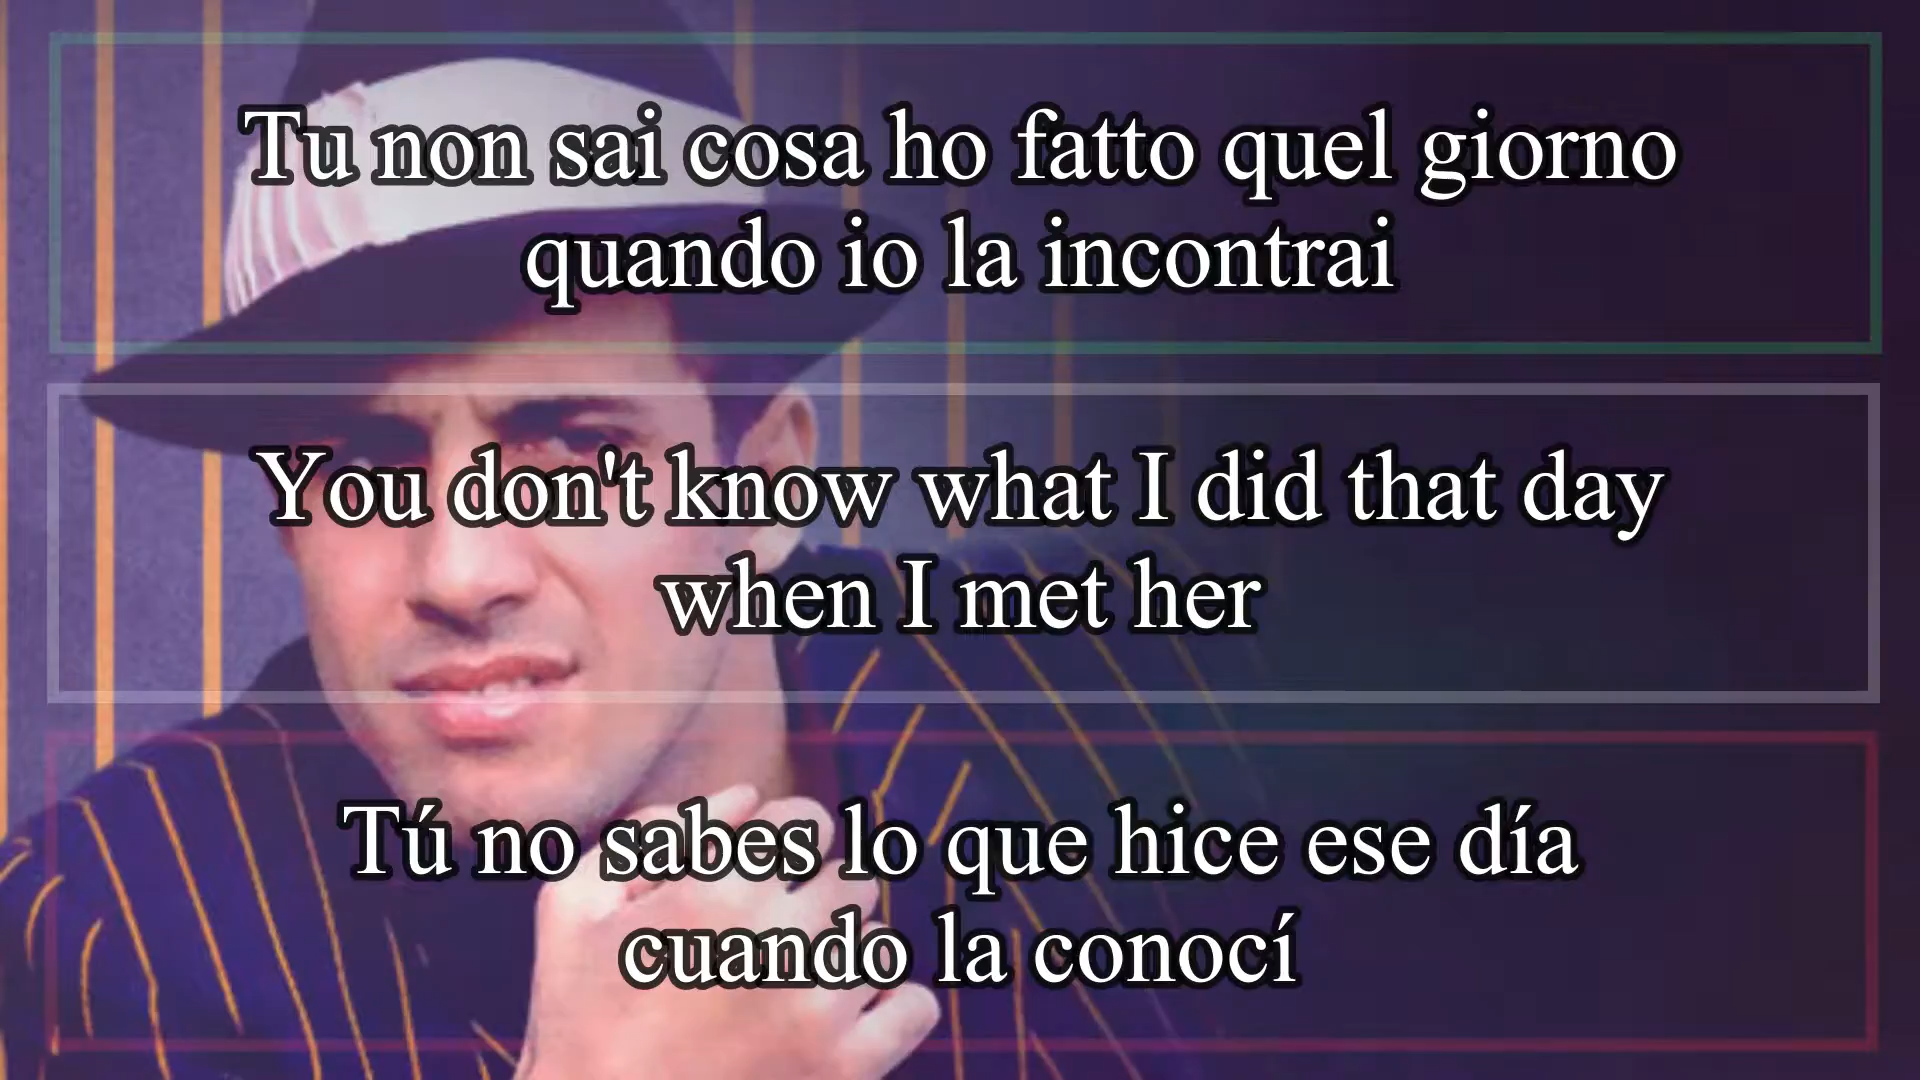 Tu non sai cosa ho fatto quel giorno
quando io la incontrai
You don't know what I did that day
when I met her
Tú no sabes lo que hice ese día
cuando la conocí